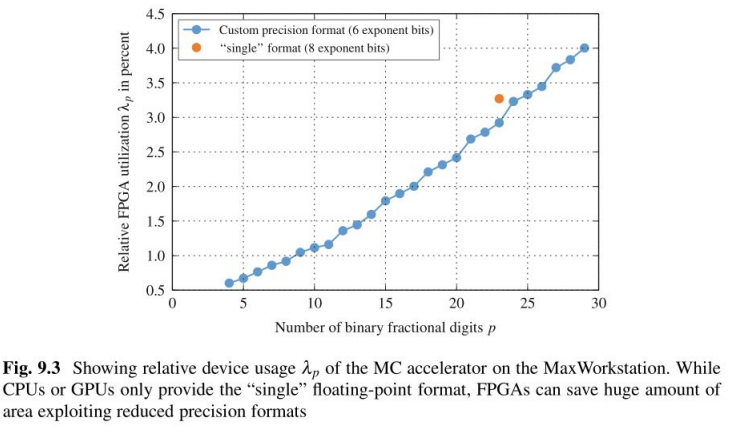 4.5
4.0
3.5
3.0
2.5
2.0
1.5
1.0
0.5
Relative FPGA utilization λp in percent
Custom precision format (6 exponent bits)
“single” format (8 exponent bits)
0 5 10 15 20 25 30
Number of binary fractional digits p
Fig. 9.3 Showing relative device usage λp of the MC accelerator on the MaxWorkstation. While
CPUs or GPUs only provide the “single” floating-point format, FPGAs can save huge amount of
area exploiting reduced precision formats